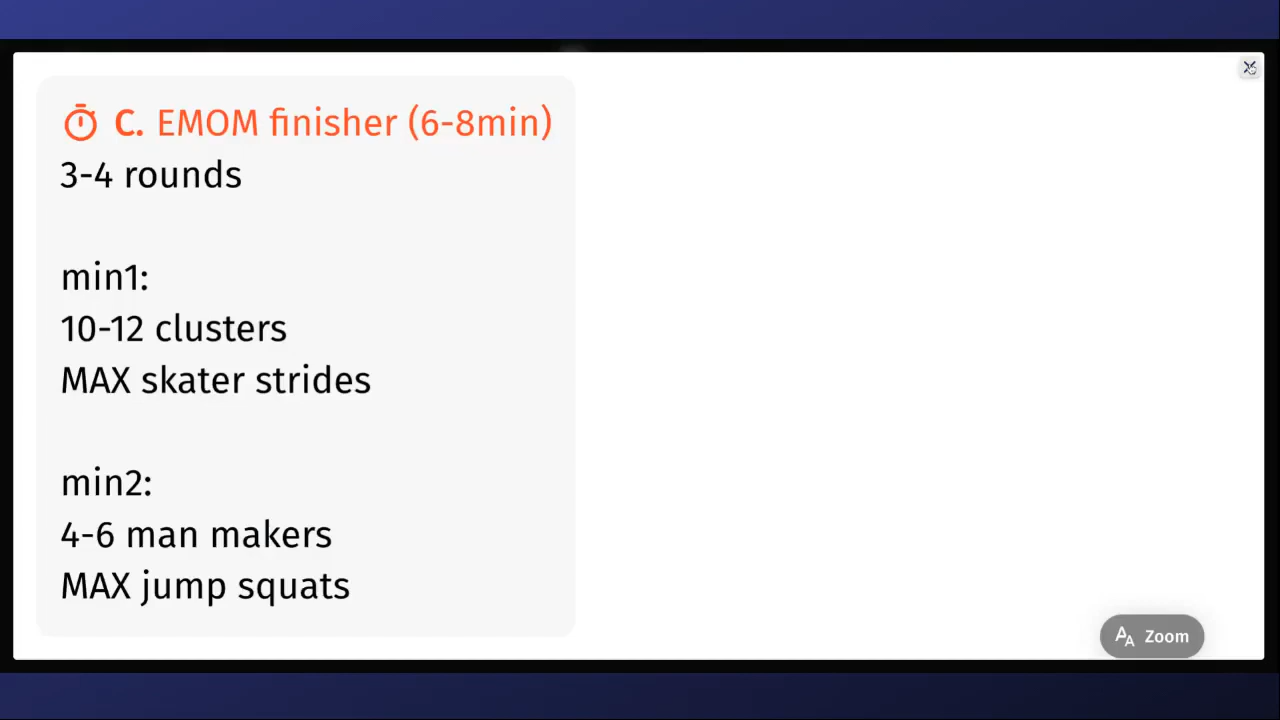 C. EMOM finisher (6-8min)
3-4 rounds
min1:
10-12 clusters
MAX skater strides
min2:
4-6 man makers
MAX jump squats
AA Zoom